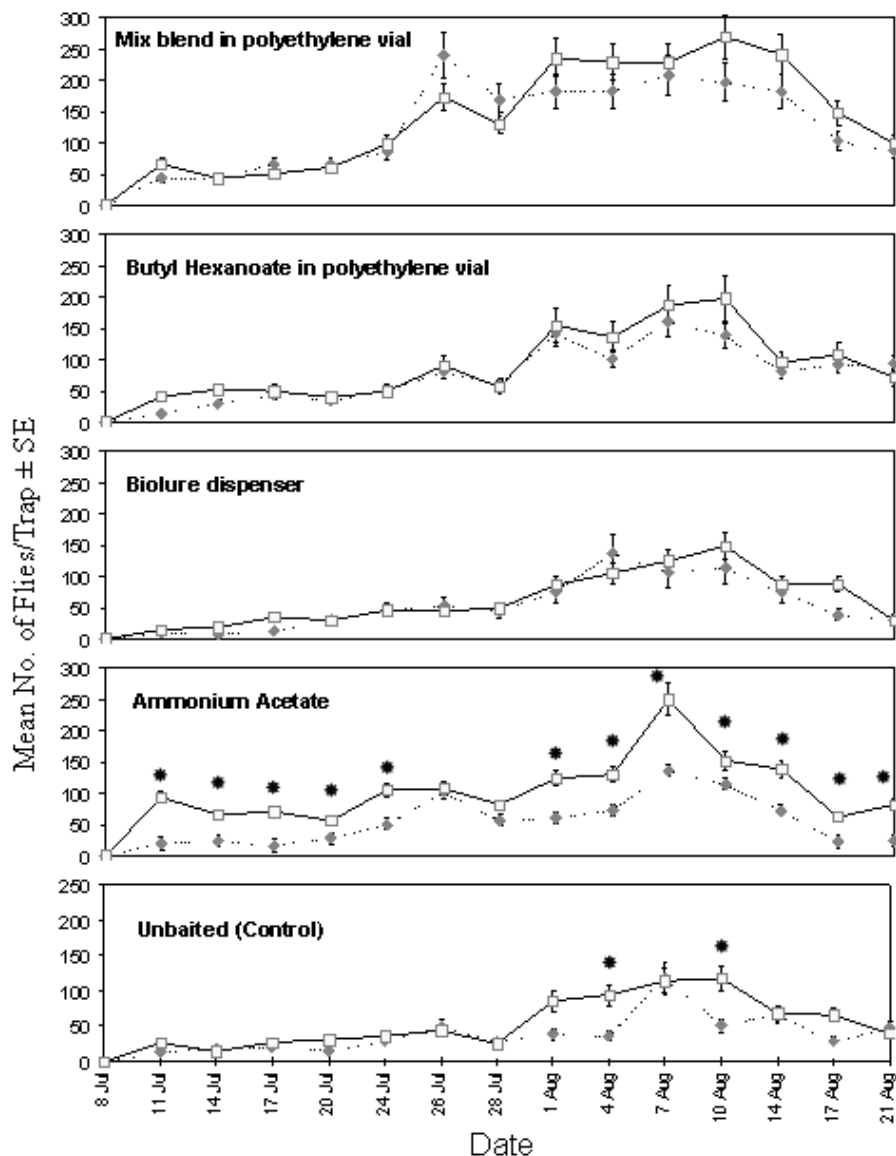 Mean No. of Flies/Trap ± SE
300
250
200
150
100
50
0
Mix blend in polyethylene vial
300
250
200
150
100
50
0
Butyl Hexanoate in polyethylene vial
300
250
200
150
100
50
0
Biolure dispenser
300
250
200
150
100
50
0
Ammonium Acetate
250
200
150
100
50
0
Unbaited (Control)
8 Jul
11 Jul
14 Jul
17 Jul
20 Jul
24 Jul
26 Jul
28 Jul
1 Aug
4 Aug
7 Aug
10 Aug
14 Aug
17 Aug
21 Aug
Date